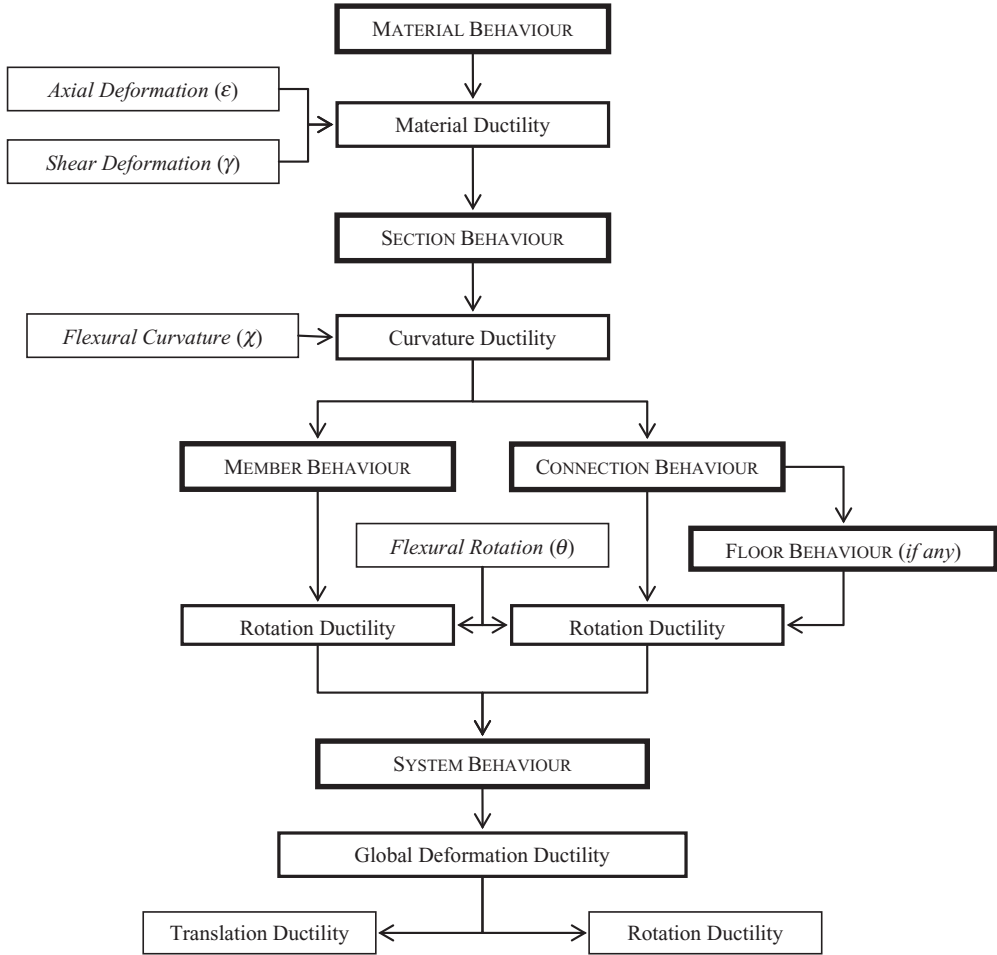 MATERIAL BEHAVIOUR
Axial Deformation (ε)
Material Ductility
Shear Deformation (γ)
SECTION BEHAVIOUR
Flexural Curvature (χ)
Curvature Ductility
MEMBER BEHAVIOUR
CONNECTION BEHAVIOUR
Flexural Rotation (θ)
FLOOR BEHAVIOUR (if any)
Rotation Ductility
Rotation Ductility
SYSTEM BEHAVIOUR
Global Deformation Ductility
Translation Ductility
Rotation Ductility